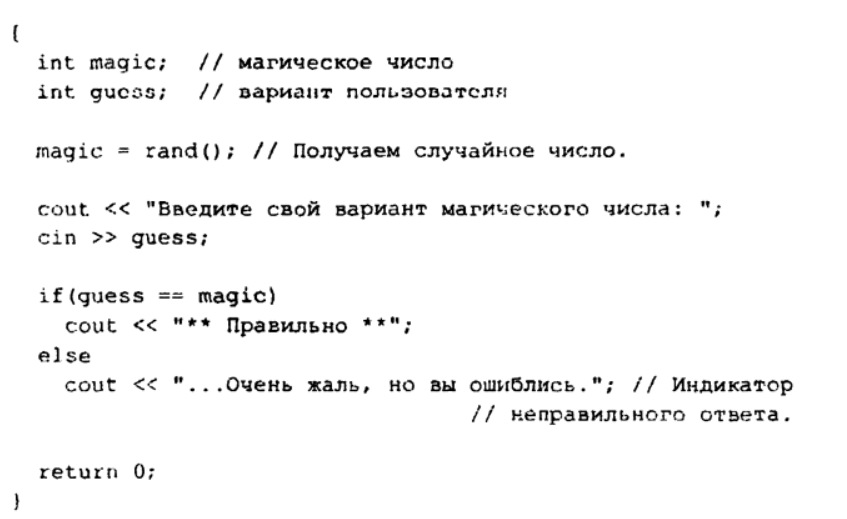 {
int magic; // магическое число
int guess; // вариант пользователя
magic = rand(); // Получаем случайное число.
cout << "Введите свой вариант магического числа: ";
cin >> guess;
if(guess == magic)
cout << "** Правильно **";
else
cout << "...Очень жаль, но вы ошиблись."; // Индикатор
// неправильного ответа.
return 0;
}